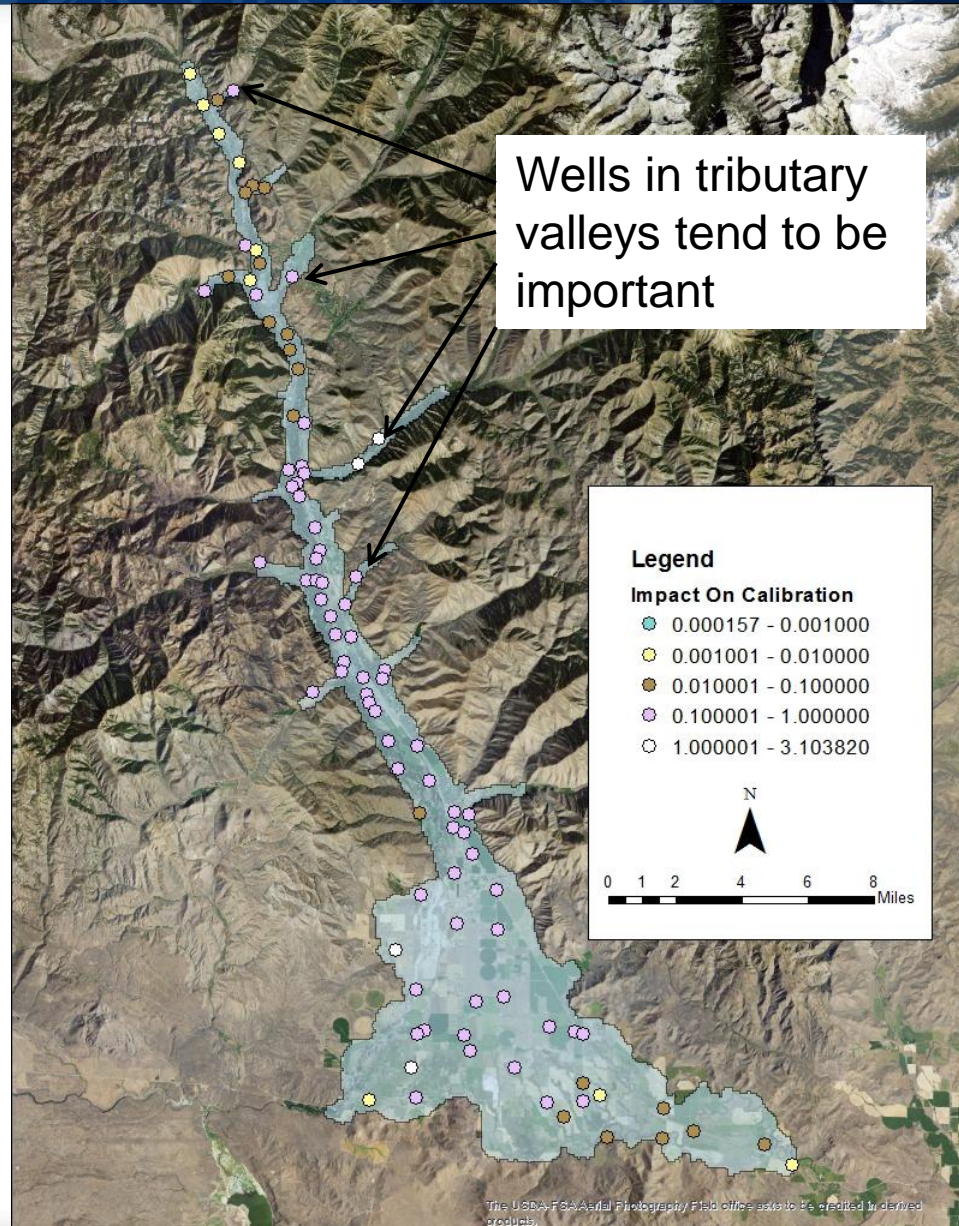 Wells in tributary
valleys tend to be
important
Legend
Impact On Calibration
0.000157 - 0.001000
0.001001 - 0.010000
0.010001 - 0.100000
0.100001 - 1.000000
1.000001 - 3.103820
N
0 1 2 4 6 8
Miles
The USDA-FSA Aerial Photography Field office asks to be credited in derived
products.